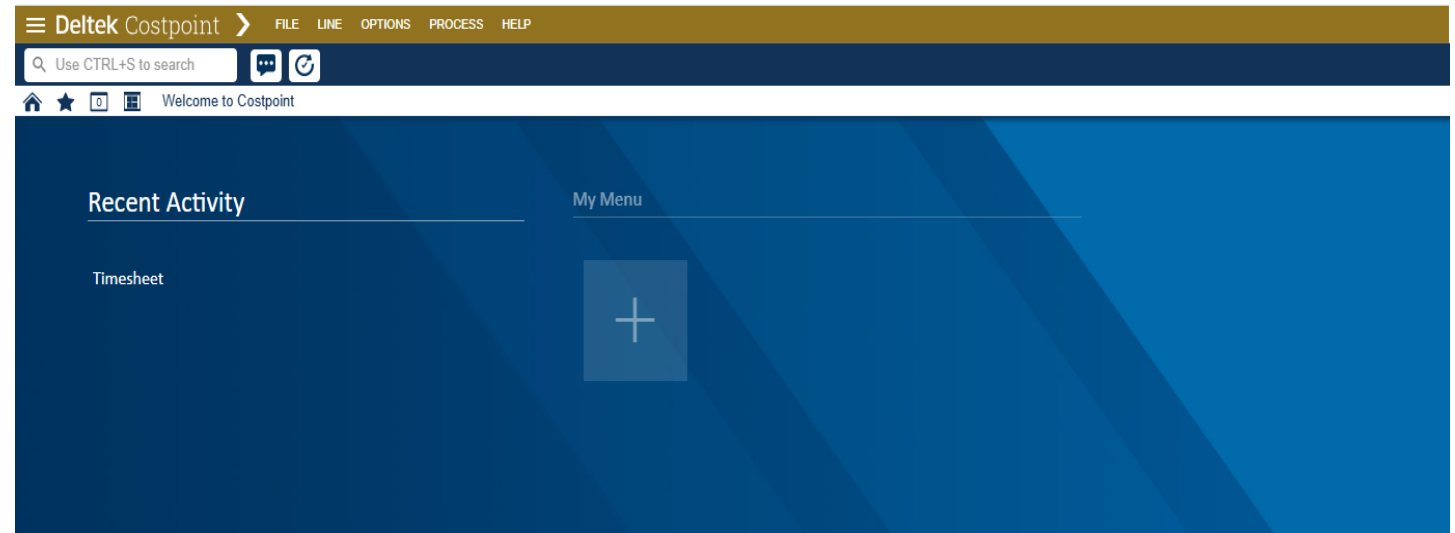 Deltek Costpoint FILE LINE OPTIONS PROCESS HELP
Use CTRL+S to search
0 Welcome to Costpoint
Recent Activity My Menu
Timesheet